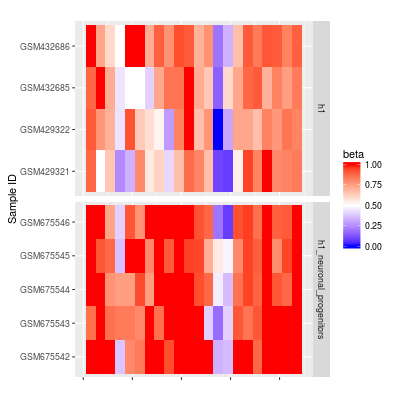 GSM432686
GSM432685
GSM429322
GSM429321
h1
GSM675546
GSM675545
GSM675544
GSM675543
GSM675542
h1_neuronal_progenitors
Sample ID
beta
1.00
0.75
0.50
0.25
0.00